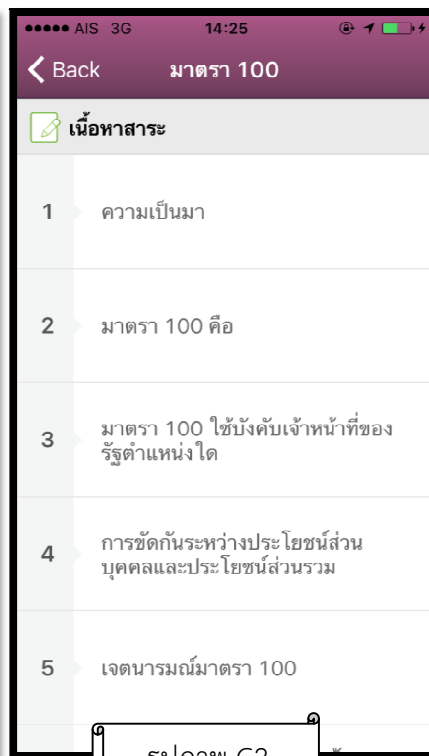 AIS 3G 14:25
Back มาตรา 100
เนื้อหาสาระ
1 ความเป็นมา
2 มาตรา 100 คือ
3 มาตรา 100 ใช้บังคับเจ้าหน้าที่ของ
รัฐตำแหน่งใด
4 การขัดกันระหว่างประโยชน์ส่วน
บุคคลและประโยชน์ส่วนรวม
5 เจตนารมณ์มาตรา 100